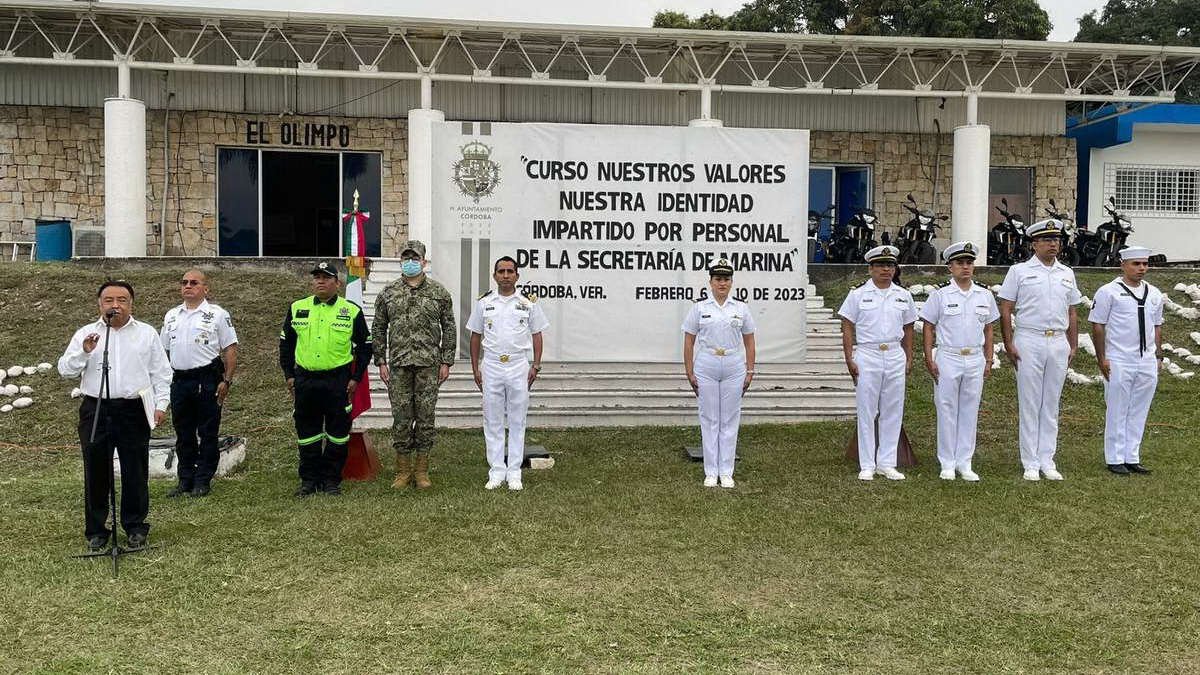 EL OLIMPO
H. AYUNTAMIENTO
CÓRDOBA
"CURSO NUESTROS VALORES
NUESTRA IDENTIDAD
IMPARTIDO POR PERSONAL
DE LA SECRETARÍA DE MARINA"
CÓRDOBA, VER. FEBRERO 10 DE 2023